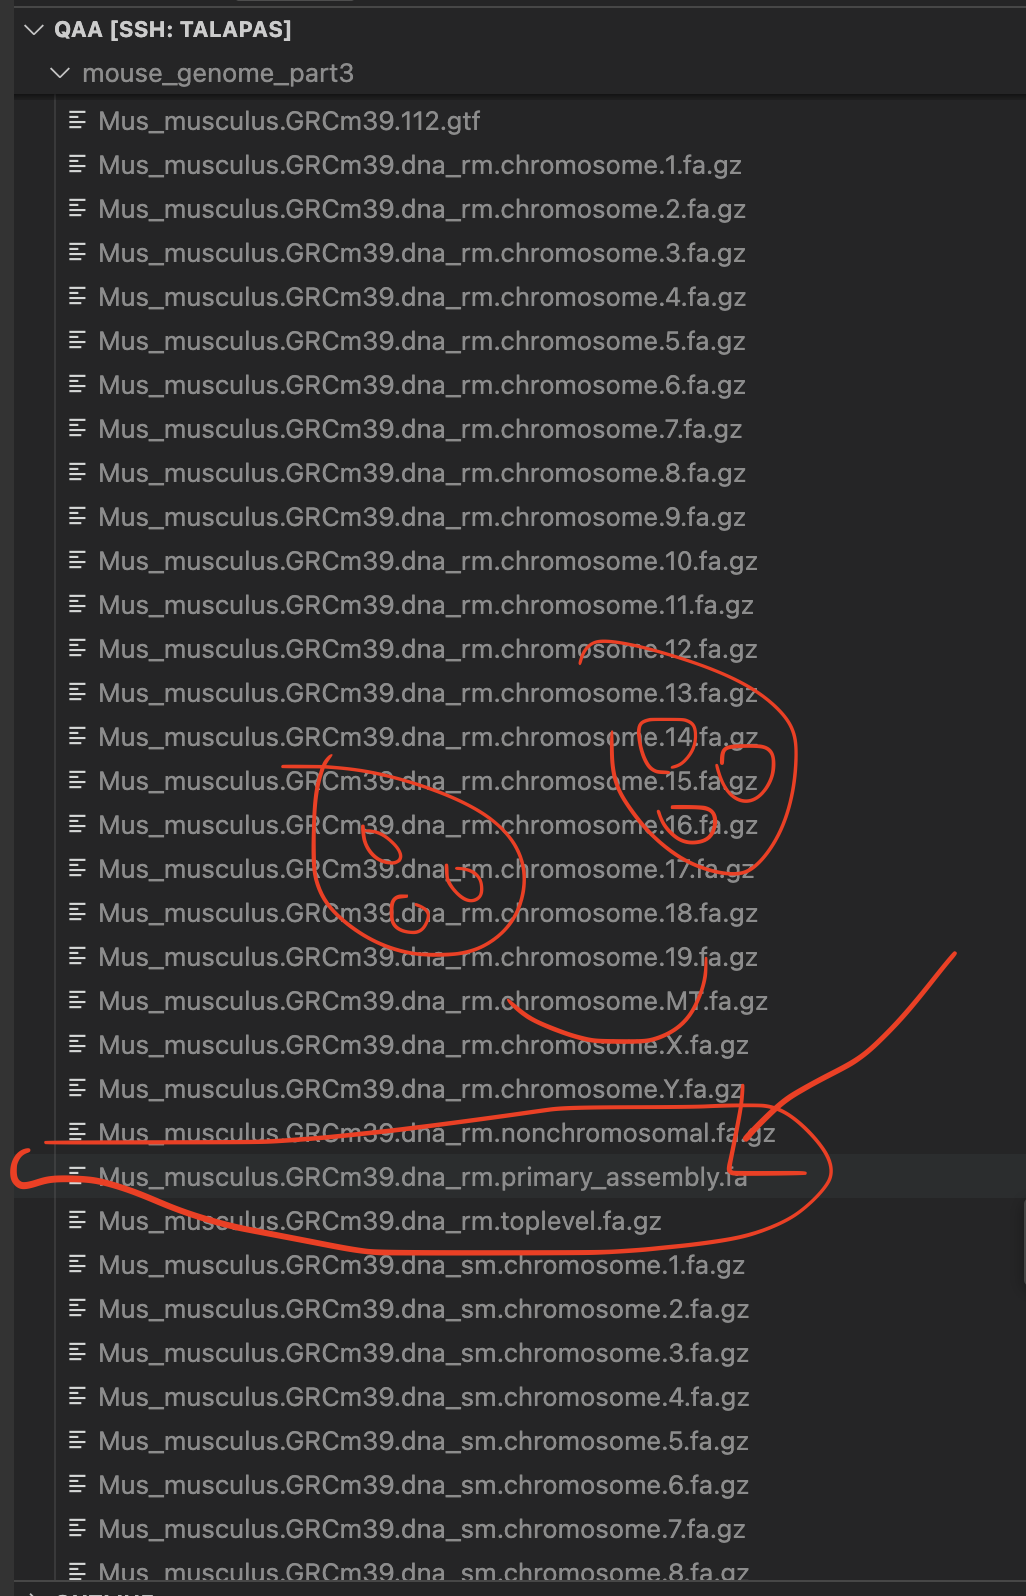 QAA [SSH: TALAPAS]
mouse_genome_part3
Mus_musculus.GRCm39.112.gtf
Mus_musculus.GRCm39.dna_rm.chromosome.1.fa.gz
Mus_musculus.GRCm39.dna_rm.chromosome.2.fa.gz
Mus_musculus.GRCm39.dna_rm.chromosome.3.fa.gz
Mus_musculus.GRCm39.dna_rm.chromosome.4.fa.gz
Mus_musculus.GRCm39.dna_rm.chromosome.5.fa.gz
Mus_musculus.GRCm39.dna_rm.chromosome.6.fa.gz
Mus_musculus.GRCm39.dna_rm.chromosome.7.fa.gz
Mus_musculus.GRCm39.dna_rm.chromosome.8.fa.gz
Mus_musculus.GRCm39.dna_rm.chromosome.9.fa.gz
Mus_musculus.GRCm39.dna_rm.chromosome.10.fa.gz
Mus_musculus.GRCm39.dna_rm.chromosome.11.fa.gz
Mus_musculus.GRCm39.dna_rm.chromosome.12.fa.gz
Mus_musculus.GRCm39.dna_rm.chromosome.13.fa.gz
Mus_musculus.GRCm39.dna_rm.chromosome.14.fa.gz
Mus_musculus.GRCm39.dna_rm.chromosome.15.fa.gz
Mus_musculus.GRCm39.dna_rm.chromosome.16.fa.gz
Mus_musculus.GRCm39.dna_rm.chromosome.17.fa.gz
Mus_musculus.GRCm39.dna_rm.chromosome.18.fa.gz
Mus_musculus.GRCm39.dna_rm.chromosome.19.fa.gz
Mus_musculus.GRCm39.dna_rm.chromosome.MT.fa.gz
Mus_musculus.GRCm39.dna_rm.chromosome.X.fa.gz
Mus_musculus.GRCm39.dna_rm.chromosome.Y.fa.gz
Mus_musculus.GRCm39.dna_rm.nonchromosomal.fa.gz
Mus_musculus.GRCm39.dna_rm.primary_assembly.fa
Mus_musculus.GRCm39.dna_rm.toplevel.fa.gz
Mus_musculus.GRCm39.dna_sm.chromosome.1.fa.gz
Mus_musculus.GRCm39.dna_sm.chromosome.2.fa.gz
Mus_musculus.GRCm39.dna_sm.chromosome.3.fa.gz
Mus_musculus.GRCm39.dna_sm.chromosome.4.fa.gz
Mus_musculus.GRCm39.dna_sm.chromosome.5.fa.gz
Mus_musculus.GRCm39.dna_sm.chromosome.6.fa.gz
Mus_musculus.GRCm39.dna_sm.chromosome.7.fa.gz
Mus_musculus.GRCm39.dna_sm.chromosome.8.fa.gz